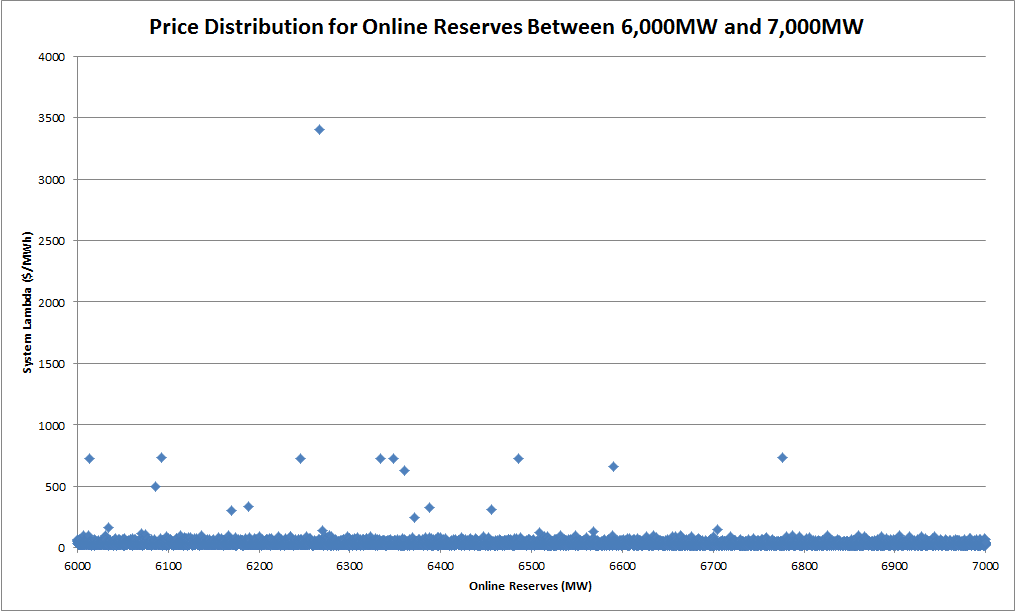 Price Distribution for Online Reserves Between 6,000MW and 7,000MW
4000
3500
3000
2500
2000
1500
1000
500
0
System Lambda ($/MWh)
6000 6100 6200 6300 6400 6500 6600 6700 6800 6900 7000
Online Reserves (MW)